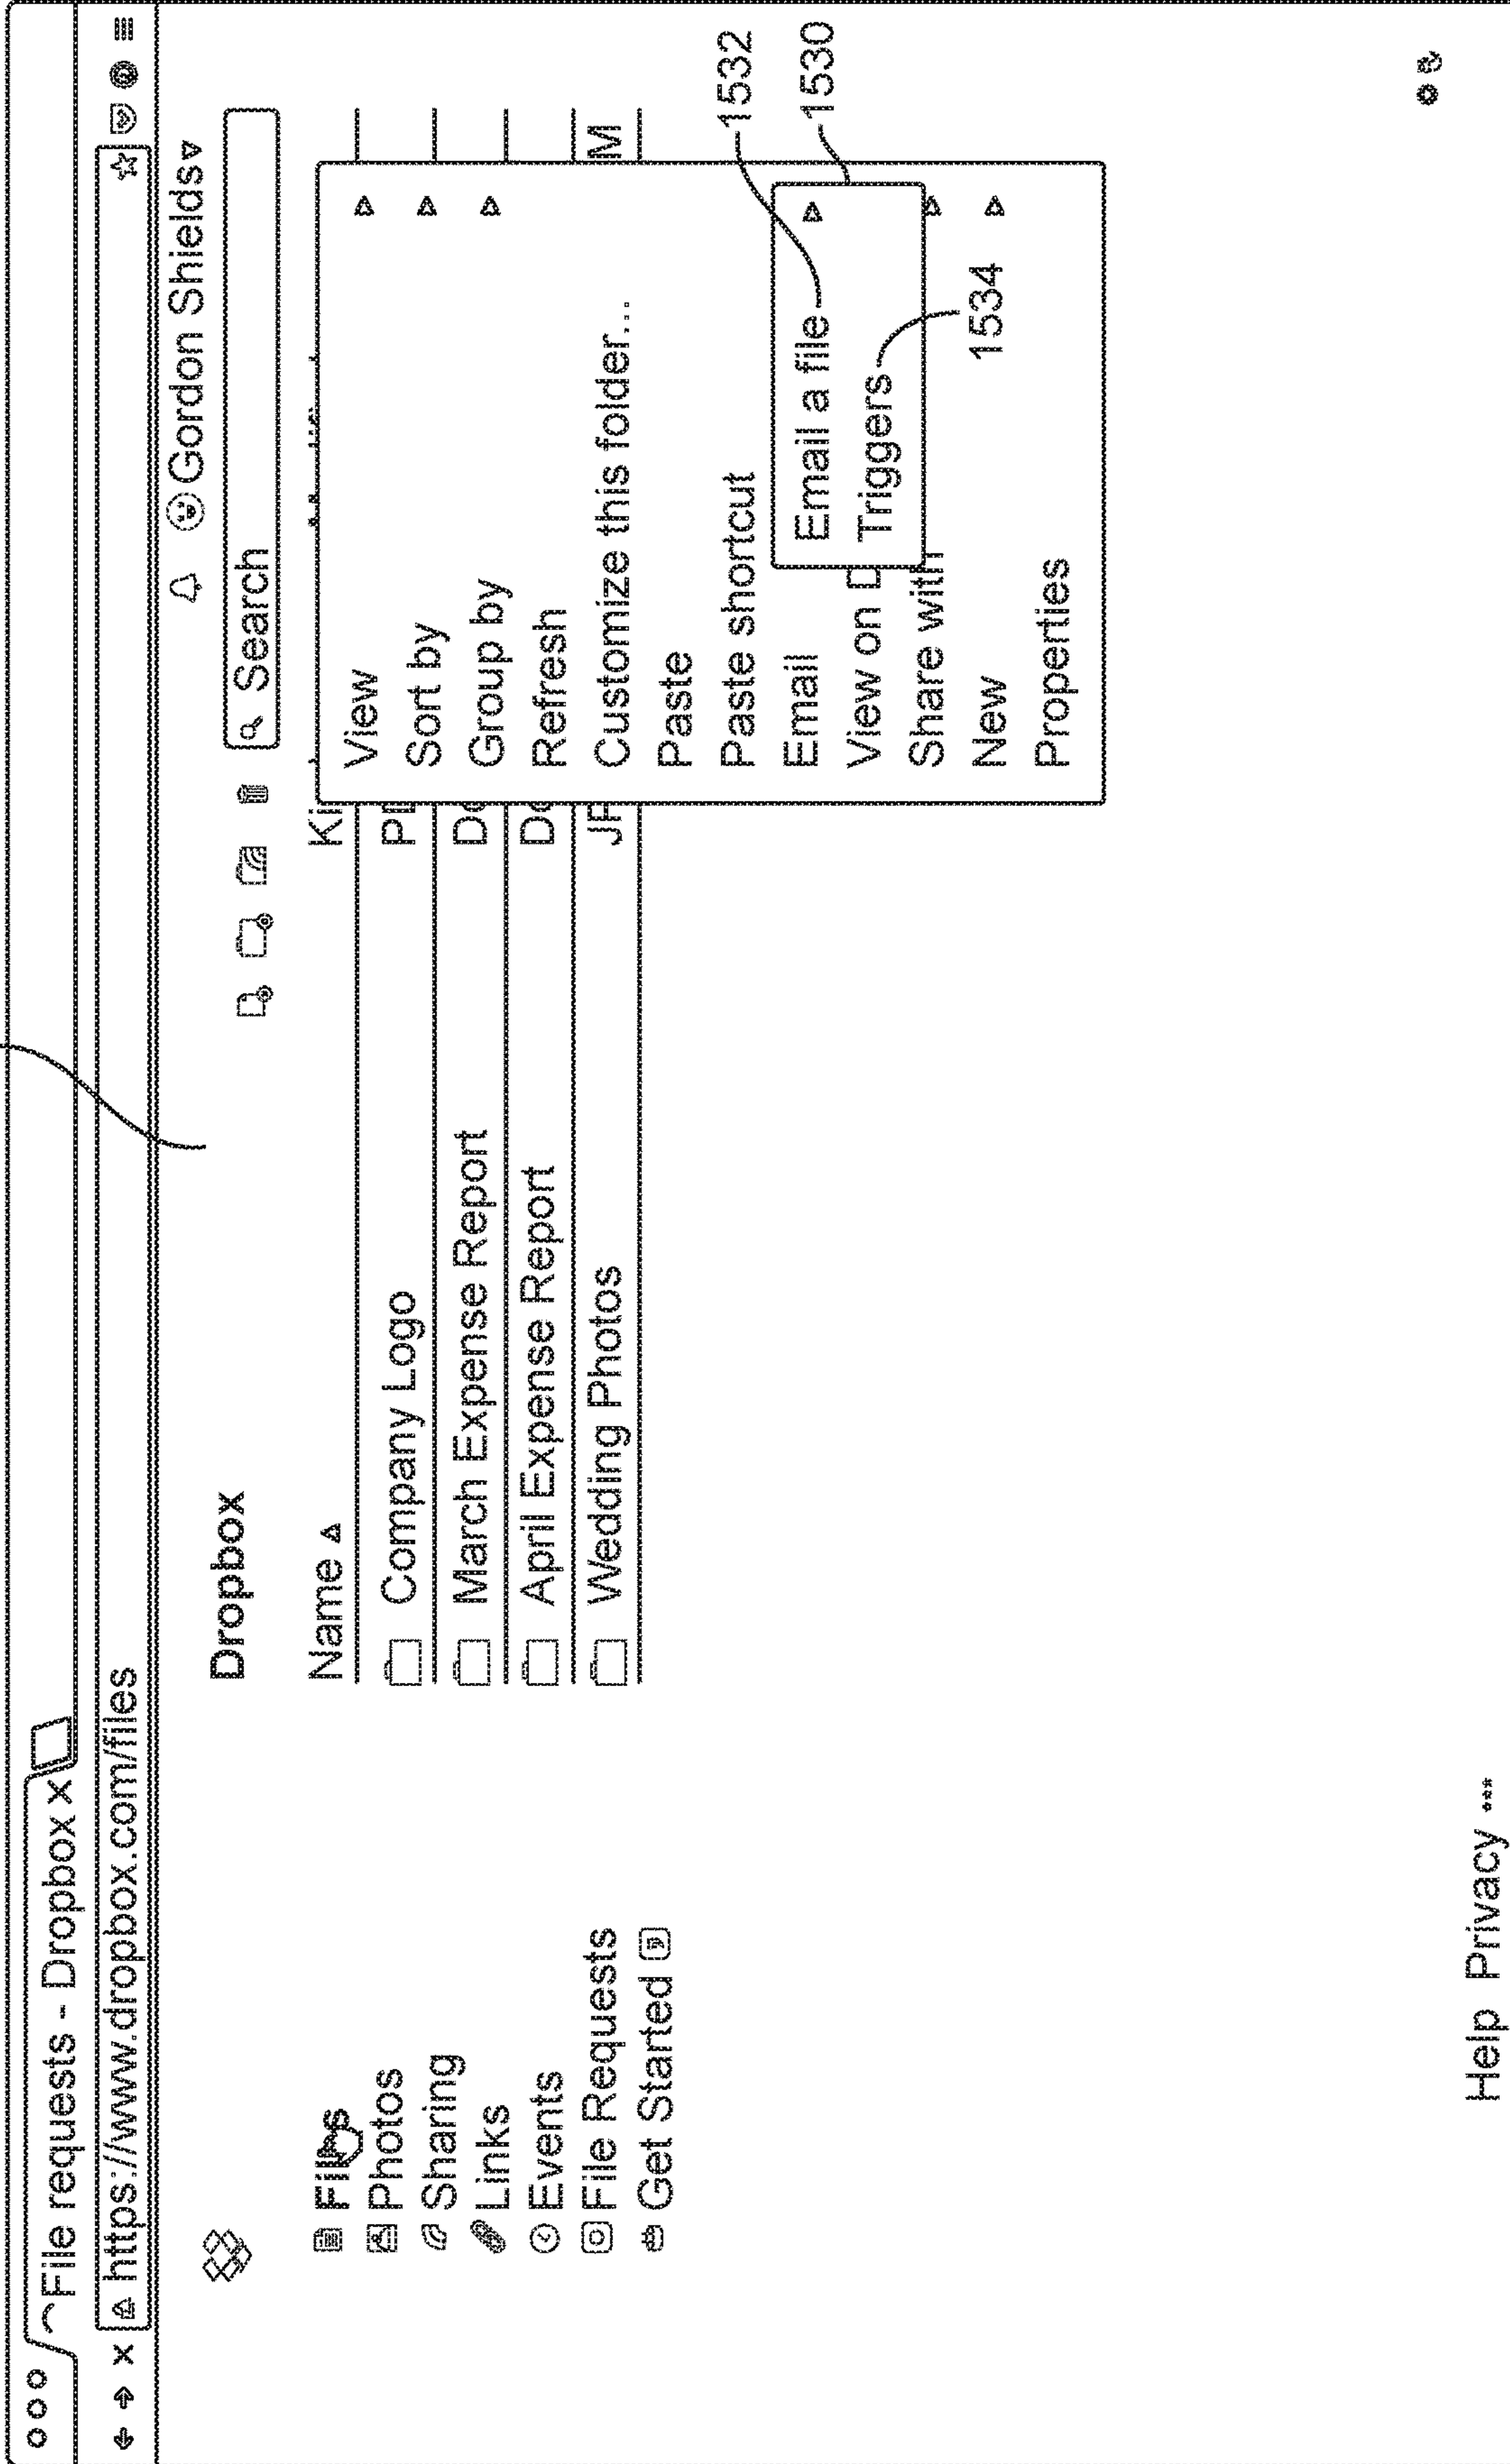 File requests - Dropbox x
https://www.dropbox.com/files
Gordon Shields
Dropbox
Search
Files
Photos
Sharing
Links
Events
File Requests
Get Started
Name
Ki
Company Logo
March Expense Report
April Expense Report
Wedding Photos
M
View
Sort by
Group by
Refresh
Customize this folder...
Paste
Paste shortcut
Email
View on
Share with
New
Properties
Email a file
Triggers
1532
1530
1534
Help Privacy